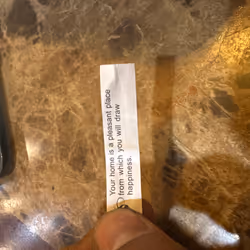 Your home is a pleasant place
from which you will draw
happiness.